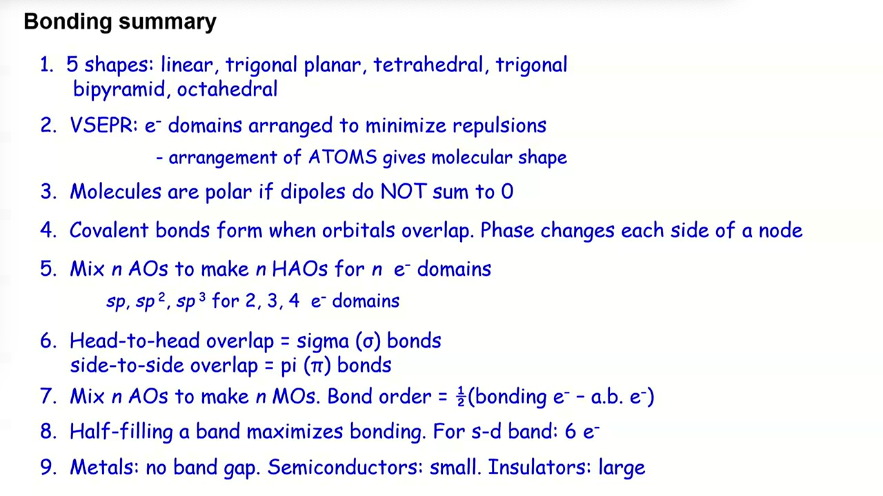 Bonding summary
1. 5 shapes: linear, trigonal planar, tetrahedral, trigonal
bipyramid, octahedral
2. VSEPR: e⁻ domains arranged to minimize repulsions
- arrangement of ATOMS gives molecular shape
3. Molecules are polar if dipoles do NOT sum to 0
4. Covalent bonds form when orbitals overlap. Phase changes each side of a node
5. Mix n AOs to make n HAOs for n e⁻ domains
sp, sp², sp³ for 2, 3, 4 e⁻ domains
6. Head-to-head overlap = sigma (σ) bonds
side-to-side overlap = pi (π) bonds
7. Mix n AOs to make n MOs. Bond order = ½(bonding e⁻ – a.b. e⁻)
8. Half-filling a band maximizes bonding. For s-d band: 6 e⁻
9. Metals: no band gap. Semiconductors: small. Insulators: large